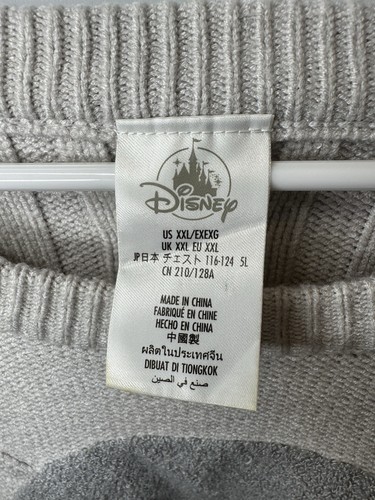 Disney
US XXL/EXEXG
UK XXL EU XXL
JP日本 チェスト 116-124 5L
CN 210/128A
MADE IN CHINA
FABRIQUÉ EN CHINE
HECHO EN CHINA
中國製
ผลิตในประเทศจีน
DIBUAT DI TIONGKOK
صنع في الصين